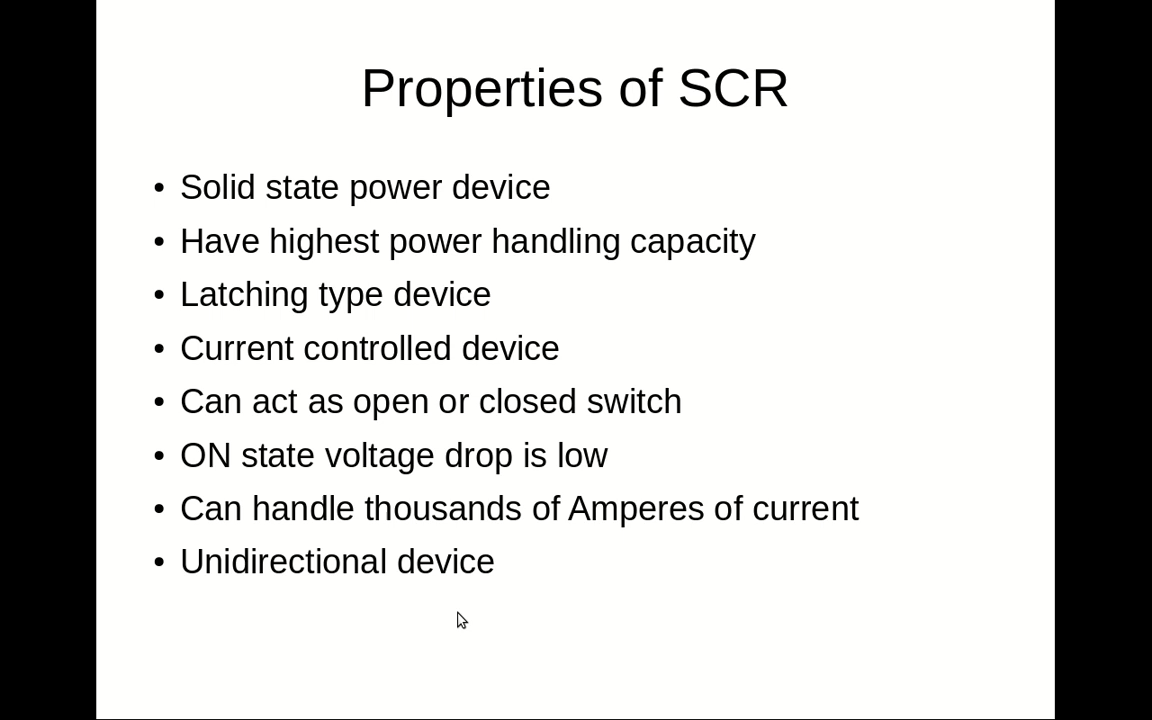 Properties of SCR
• Solid state power device
• Have highest power handling capacity
• Latching type device
• Current controlled device
• Can act as open or closed switch
• ON state voltage drop is low
• Can handle thousands of Amperes of current
• Unidirectional device